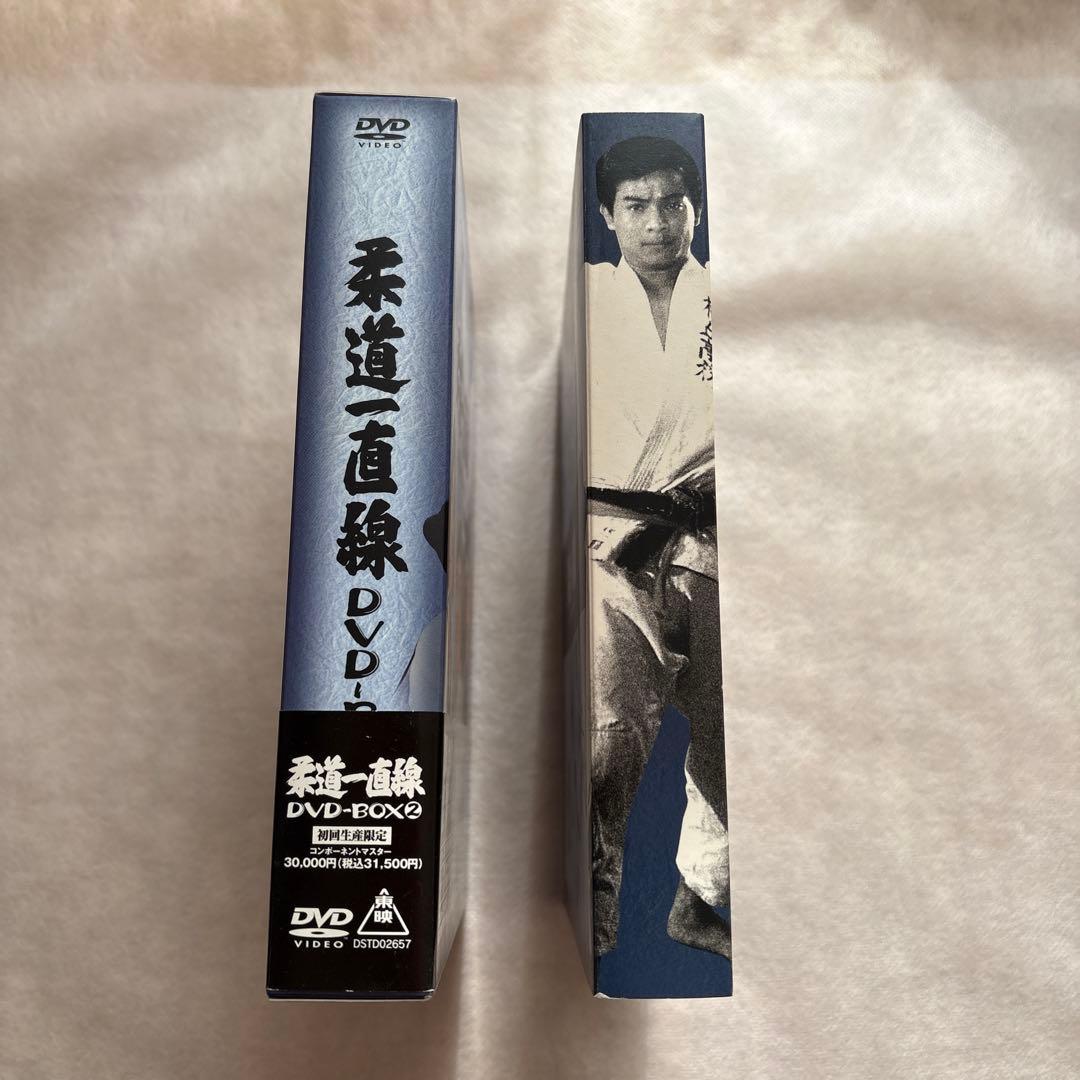 DVD
VIDEO
柔道一直線
DVD-B
柔道一直線
DVD-BOX②
初回生産限定
コンポーネントマスター
30,000円(税込31,500円)
DVD
VIDEO
東映
DSTD02657